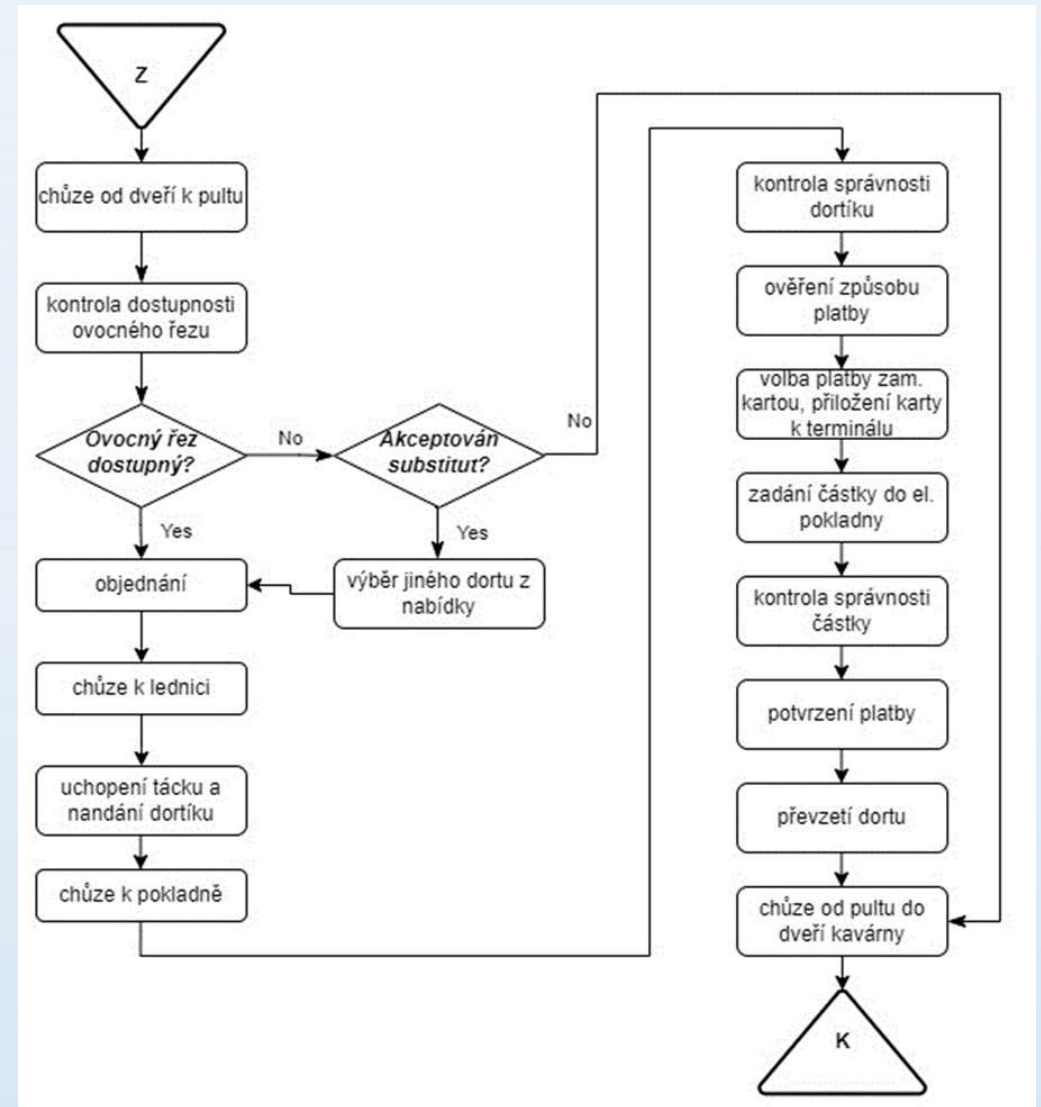 Z
chůze od dveří k pultu
kontrola dostupnosti
ovocného řezu
Ovocný řez
dostupný?
No
Akceptován
substitut?
No
Yes
Yes
objednání
výběr jiného dortu z
nabídky
chůze k lednici
uchopení tácku a
nandání dortíku
chůze k pokladně
kontrola správnosti
dortíku
ověření způsobu
platby
volba platby zam.
kartou, přiložení karty
k terminálu
zadání částky do el.
pokladny
kontrola správnosti
částky
potvrzení platby
převzetí dortu
chůze od pultu do
dveří kavárny
K